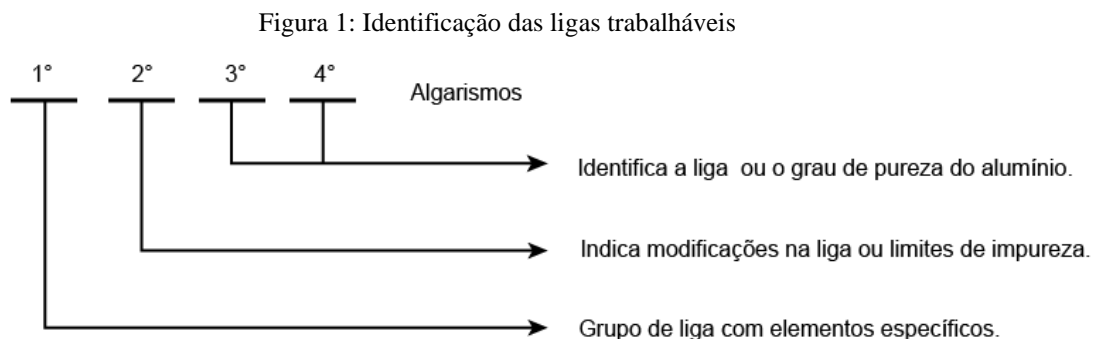 Figura 1: Identificação das ligas trabalháveis
1° 2° 3° 4°
Algarismos
Identifica a liga ou o grau de pureza do alumínio.
Indica modificações na liga ou limites de impureza.
Grupo de liga com elementos específicos.